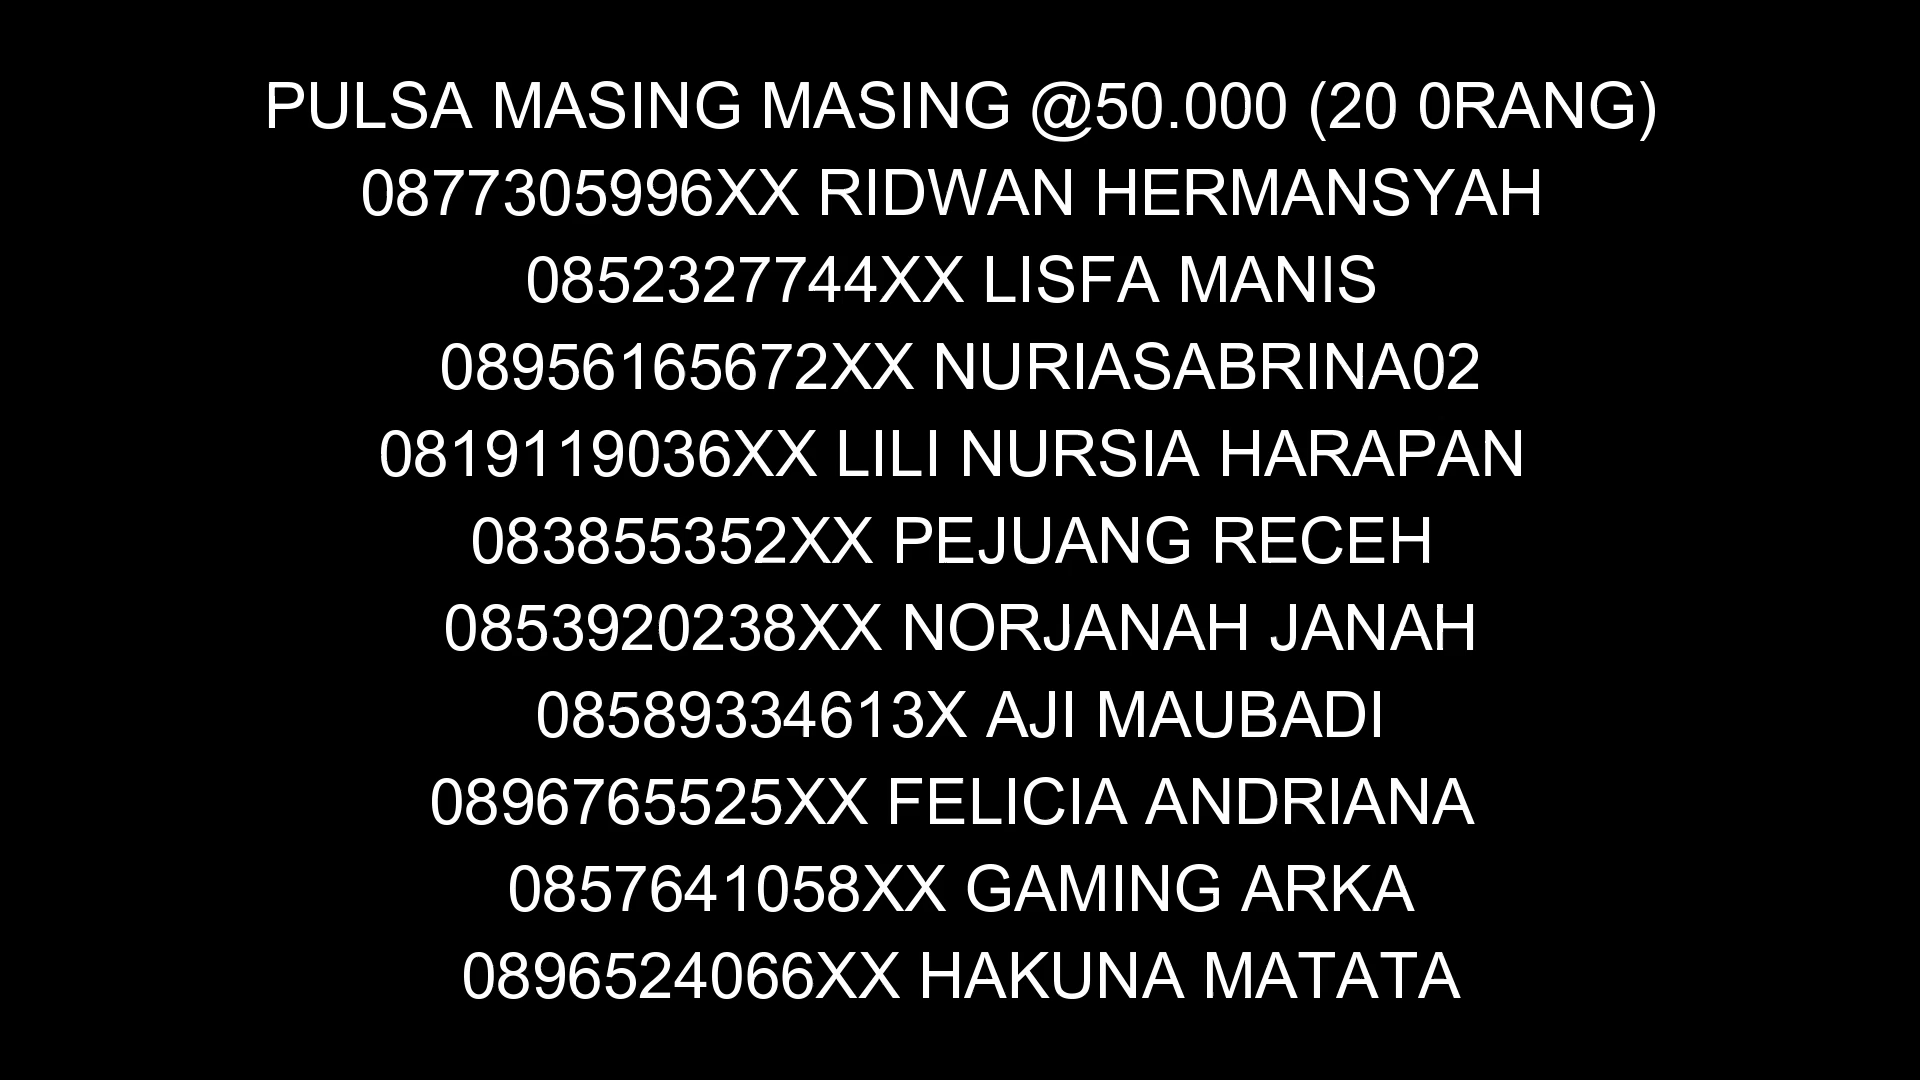 PULSA MASING MASING @50.000 (20 0RANG)
0877305996XX RIDWAN HERMANSYAH
0852327744XX LISFA MANIS
08956165672XX NURIASABRINA02
0819119036XX LILI NURSIA HARAPAN
083855352XX PEJUANG RECEH
0853920238XX NORJANAH JANAH
08589334613X AJI MAUBADI
0896765525XX FELICIA ANDRIANA
0857641058XX GAMING ARKA
0896524066XX HAKUNA MATATA